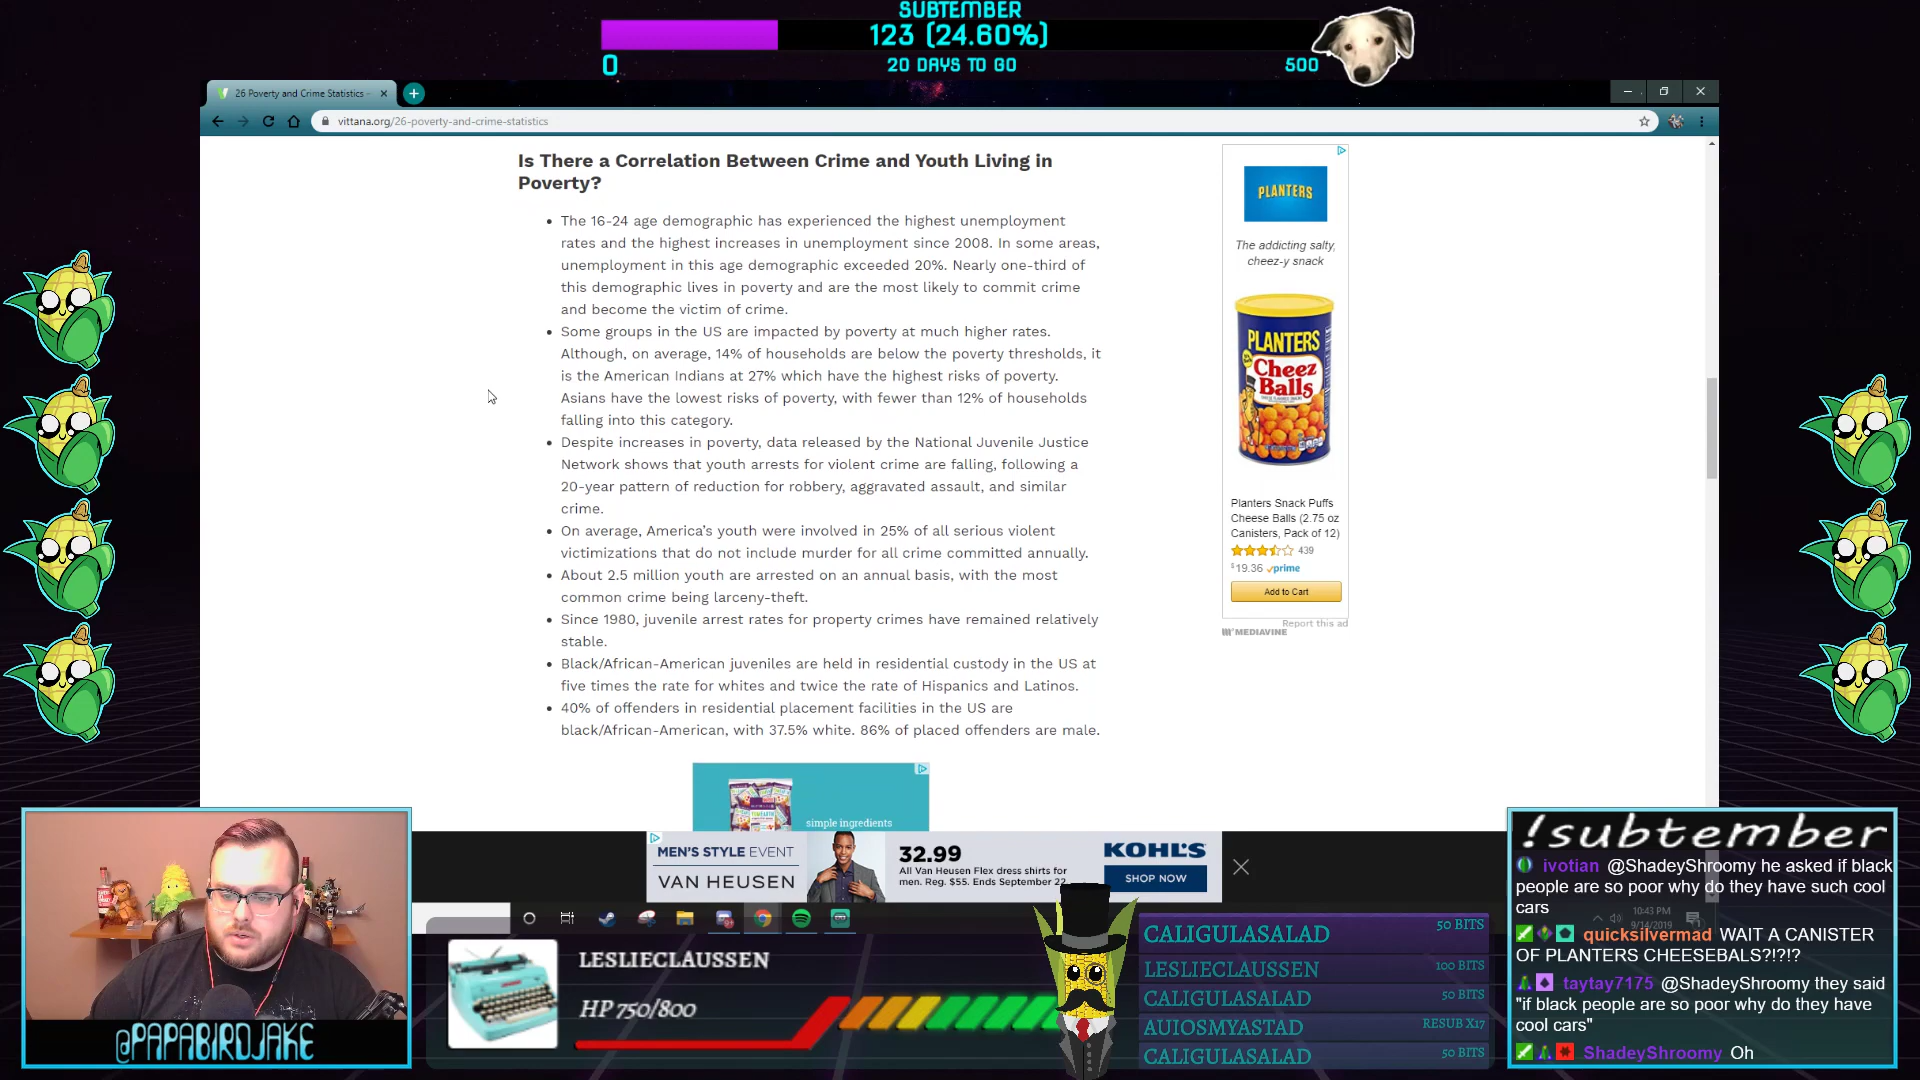 SUBTEMBER
123 (24.60%)
0
20 DAYS TO GO
500
26 Poverty and Crime Statistics -
vittana.org/26-poverty-and-crime-statistics
Is There a Correlation Between Crime and Youth Living in
Poverty?
The 16-24 age demographic has experienced the highest unemployment
rates and the highest increases in unemployment since 2008. In some areas,
unemployment in this age demographic exceeded 20%. Nearly one-third of
this demographic lives in poverty and are the most likely to commit crime
and become the victim of crime.
Some groups in the US are impacted by poverty at much higher rates.
Although, on average, 14% of households are below the poverty thresholds, it
is the American Indians at 27% which have the highest risks of poverty.
Asians have the lowest risks of poverty, with fewer than 12% of households
falling into this category.
Despite increases in poverty, data released by the National Juvenile Justice
Network shows that youth arrests for violent crime are falling, following a
20-year pattern of reduction for robbery, aggravated assault, and similar
crime.
On average, America's youth were involved in 25% of all serious violent
victimizations that do not include murder for all crime committed annually.
About 2.5 million youth are arrested on an annual basis, with the most
common crime being larceny-theft.
Since 1980, juvenile arrest rates for property crimes have remained relatively
stable.
Black/African-American juveniles are held in residential custody in the US at
five times the rate for whites and twice the rate of Hispanics and Latinos.
40% of offenders in residential placement facilities in the US are
black/African-American, with 37.5% white. 86% of placed offenders are male.
PLANTERS
The addicting salty,
cheez-y snack
PLANTERS
Cheez
Balls
Planters Snack Puffs
Cheese Balls (2.75 oz
Canisters, Pack of 12)
439
$19.36 prime
Add to Cart
Report this ad
MEDIAVINE
simple ingredients
MEN'S STYLE EVENT
VAN HEUSEN
32.99
All Van Heusen Flex dress shirts for
men. Reg. $55. Ends September 22
KOHL'S
SHOP NOW
10:43 PM
9/14/2019
@PAPABIRDJAKE
LESLIECLAUSSEN
HP 750/800
CALIGULASALAD 50 BITS
LESLIECLAUSSEN 100 BITS
CALIGULASALAD 50 BITS
AUIOSMYASTAD RESUB X17
CALIGULASALAD 50 BITS
!subtember
ivotian @ShadeyShroomy he asked if black
people are so poor why do they have such cool
cars
quicksilvermad WAIT A CANISTER
OF PLANTERS CHEESEBALS?!?!?
taytay7175 @ShadeyShroomy they said
"if black people are so poor why do they have
cool cars"
ShadeyShroomy Oh